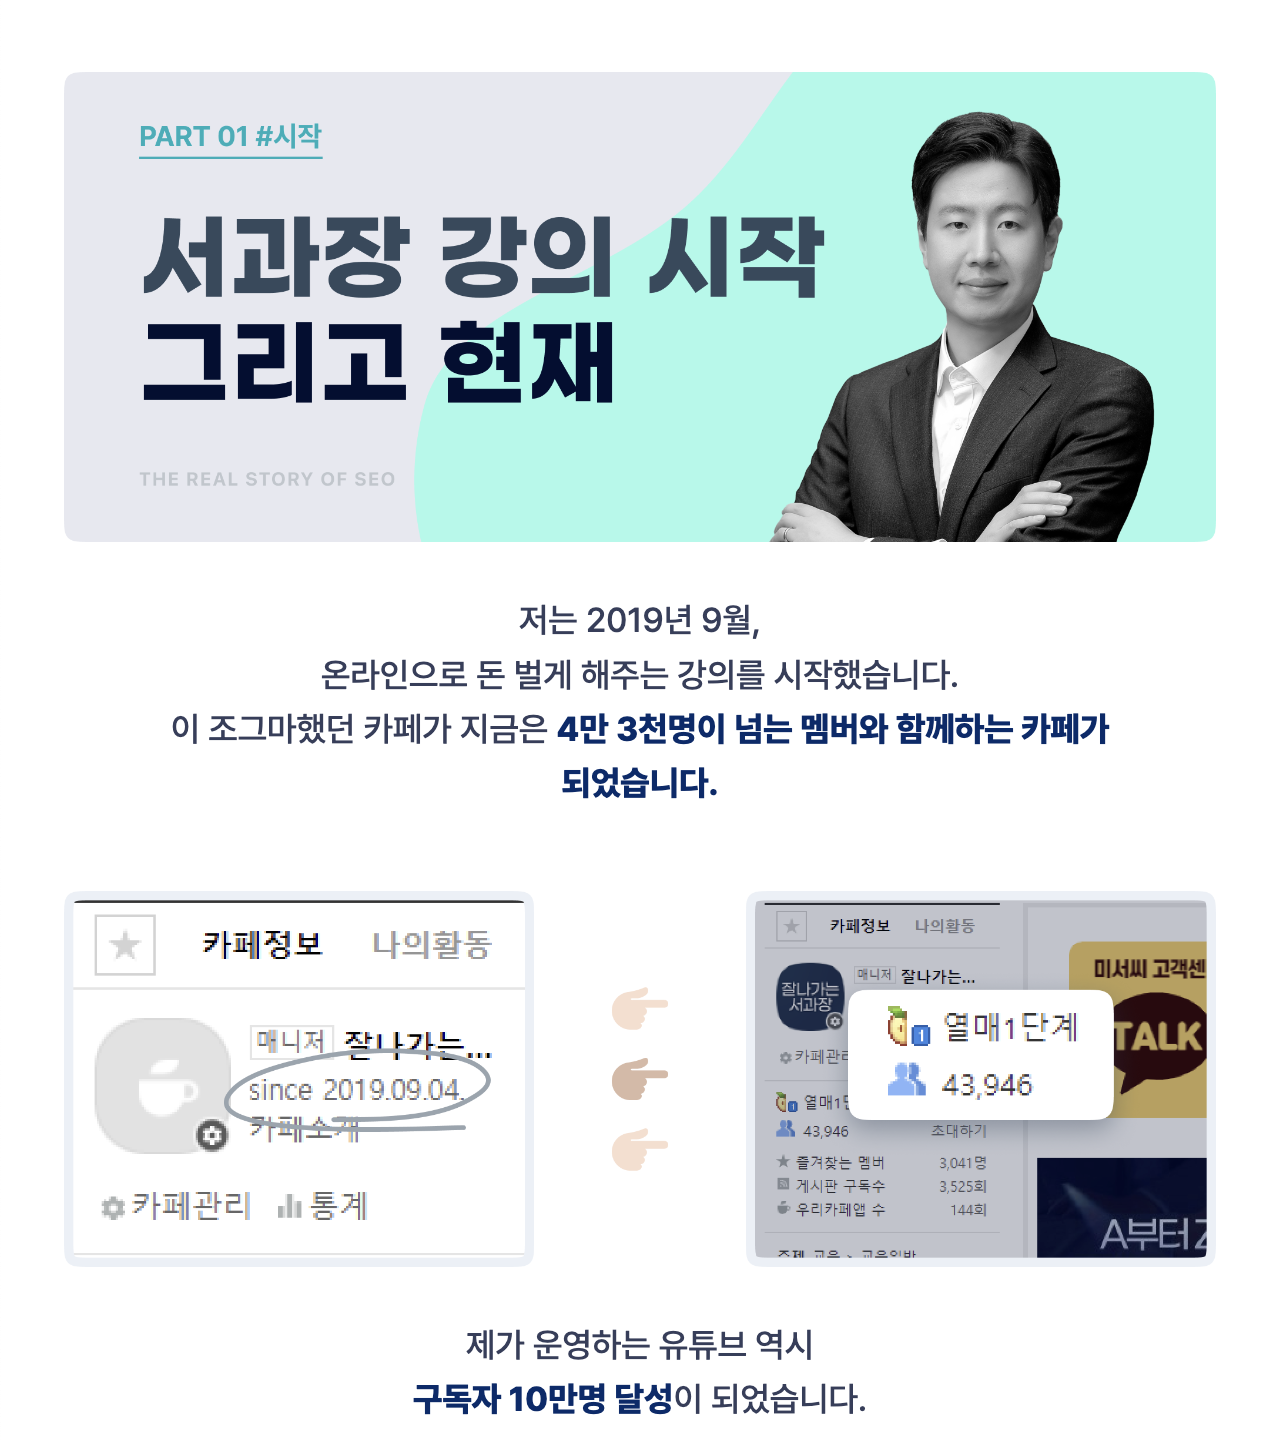 PART 01 #시작
서과장 강의 시작
그리고 현재
THE REAL STORY OF SEO
저는 2019년 9월,
온라인으로 돈 벌게 해주는 강의를 시작했습니다.
이 조그마했던 카페가 지금은 4만 3천명이 넘는 멤버와 함께하는 카페가
되었습니다.
카페정보 나의활동
매니저 잘나가는...
since 2019.09.04.
카페소개
카페관리 통계
카페정보 나의활동
잘나가는
서과장
매니저 잘나가는...
카페관리
열매1단계
43,946
열매1단
43,946 초대하기
즐겨찾는 멤버 3,041명
게시판 구독수 3,525회
우리카페앱 수 144회
주제 교육 > 교육일반
미서씨 고객센
TALK
A부터 Z
제가 운영하는 유튜브 역시
구독자 10만명 달성이 되었습니다.